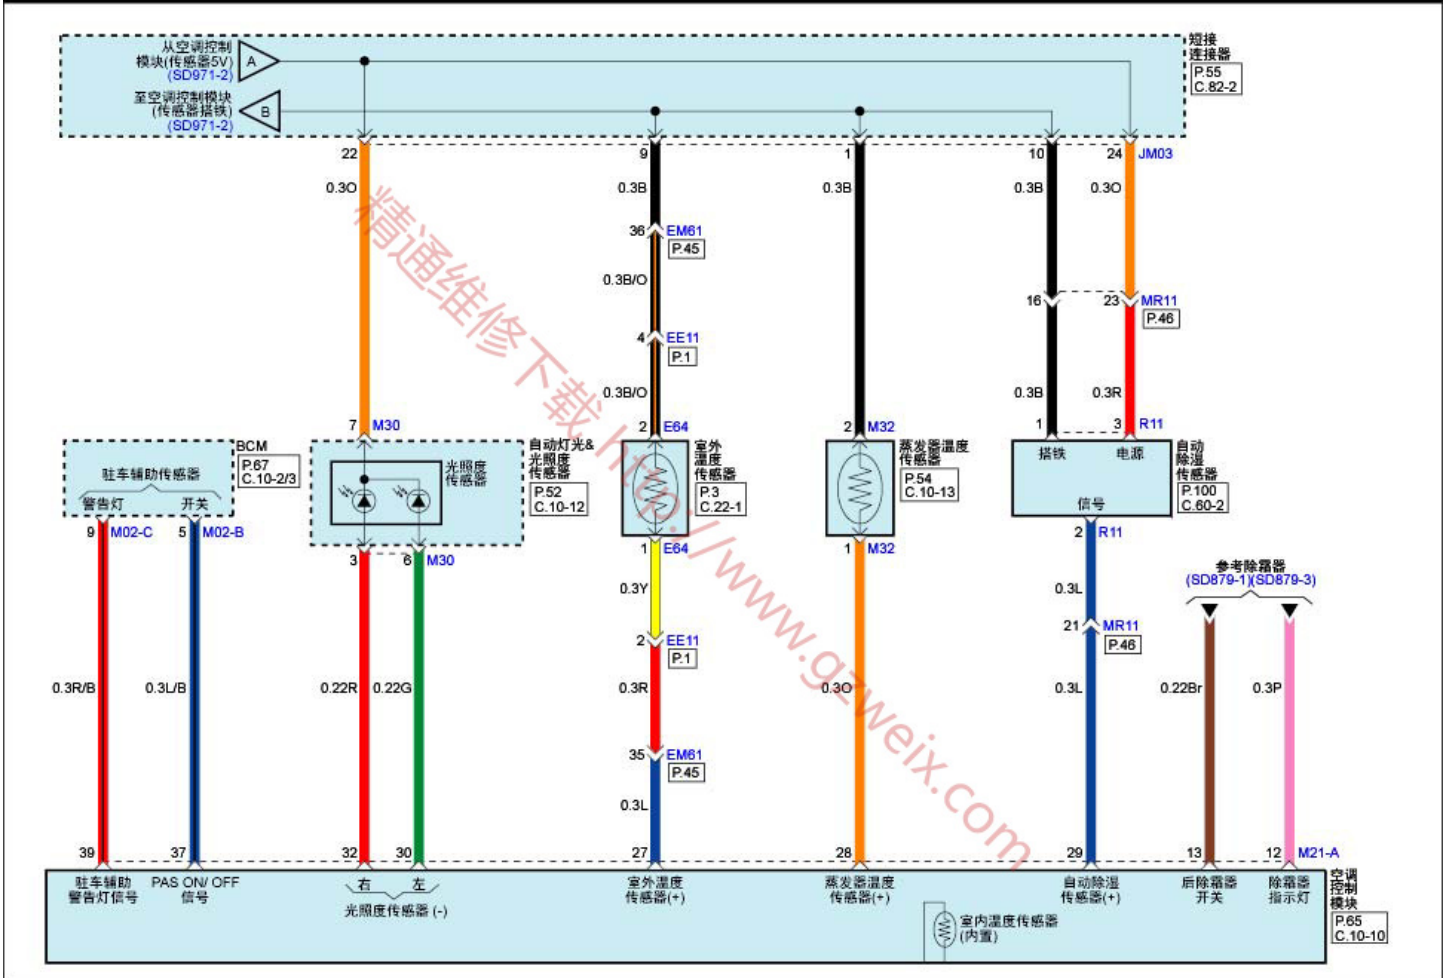 从空调控制
模块(传感器5V)
(SD971-2)
A
至空调控制模块
(传感器搭铁)
(SD971-2)
B
短接
连接器
P.55
C.82-2
22
9
1
10
24
JM03
0.3O
0.3B
0.3B
0.3B
0.3O
36
EM61
P.45
0.3B/O
16
23
MR11
P.46
4
EE11
P.1
0.3B/O
0.3B
0.3R
7
M30
2
E64
2
M32
1
3
R11
BCM
P.67
C.10-2/3
驻车辅助传感器
警告灯
开关
自动灯光&
光照度
传感器
P.52
C.10-12
光照度
传感器
室外
温度
传感器
P.3
C.22-1
蒸发器温度
传感器
P.54
C.10-13
搭铁
电源
信号
自动
除湿
传感器
P.100
C.60-2
9
M02-C
5
M02-B
3
6
M30
1
E64
1
M32
2
R11
参考除霜器
(SD879-1)(SD879-3)
0.3Y
0.3L
21
MR11
P.46
2
EE11
P.1
0.3R/B
0.3L/B
0.22R
0.22G
0.3R
0.3O
0.3L
0.22Br
0.3P
35
EM61
P.45
0.3L
39
37
32
30
27
28
29
13
12
M21-A
驻车辅助
警告灯信号
PAS ON/ OFF
信号
右
左
光照度传感器 (-)
室外温度
传感器(+)
蒸发器温度
传感器(+)
自动除湿
传感器(+)
后除霜器
开关
除霜器
指示灯
空调
控制
模块
P.65
C.10-10
室内温度传感器
(内置)
精通维修下载 http://www.gzweix.com